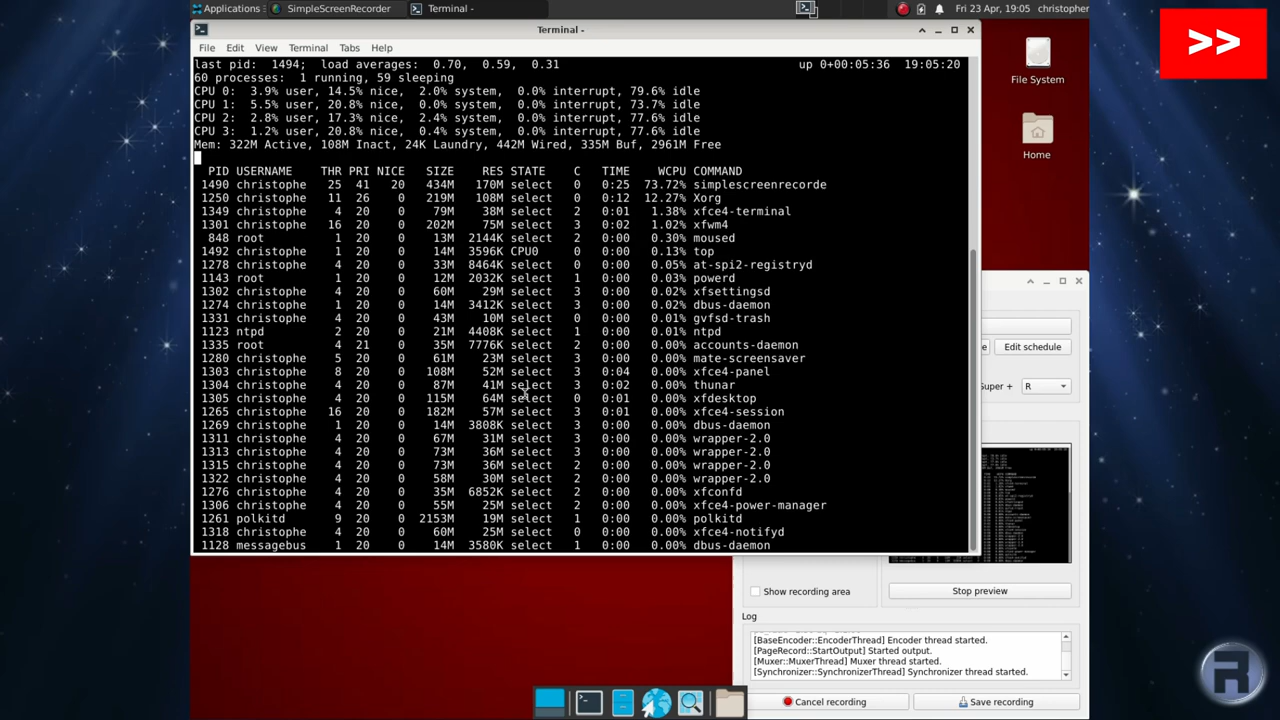 Applications
SimpleScreenRecorder
Terminal -
Fri 23 Apr, 19:05 christopher
>>
Terminal -
File Edit View Terminal Tabs Help
last pid: 1494; load averages: 0.70, 0.59, 0.31 up 0+00:05:36 19:05:20
60 processes: 1 running, 59 sleeping
CPU 0: 3.9% user, 14.5% nice, 2.0% system, 0.0% interrupt, 79.6% idle
CPU 1: 5.5% user, 20.8% nice, 0.0% system, 0.0% interrupt, 73.7% idle
CPU 2: 2.8% user, 17.3% nice, 2.4% system, 0.0% interrupt, 77.6% idle
CPU 3: 1.2% user, 20.8% nice, 0.4% system, 0.0% interrupt, 77.6% idle
Mem: 322M Active, 108M Inact, 24K Laundry, 442M Wired, 335M Buf, 2961M Free
PID USERNAME THR PRI NICE SIZE RES STATE C TIME WCPU COMMAND
1490 christophe 25 41 20 434M 170M select 0 0:25 73.72% simplescreenrecorde
1250 christophe 11 26 0 219M 108M select 0 0:12 12.27% Xorg
1349 christophe 4 20 0 79M 38M select 2 0:01 1.38% xfce4-terminal
1301 christophe 16 20 0 202M 75M select 3 0:02 1.02% xfwm4
848 root 1 20 0 13M 2144K select 2 0:00 0.30% moused
1492 christophe 1 20 0 14M 3596K CPU0 0 0:00 0.13% top
1278 christophe 4 20 0 33M 8464K select 0 0:00 0.05% at-spi2-registryd
1143 root 1 20 0 12M 2032K select 1 0:00 0.03% powerd
1302 christophe 4 20 0 60M 29M select 3 0:00 0.02% xfsettingsd
1274 christophe 1 20 0 14M 3412K select 3 0:00 0.02% dbus-daemon
1331 christophe 4 20 0 43M 10M select 0 0:00 0.01% gvfsd-trash
1123 ntpd 2 20 0 21M 4408K select 1 0:00 0.01% ntpd
1335 root 4 21 0 35M 7776K select 2 0:00 0.00% accounts-daemon
1280 christophe 5 20 0 61M 23M select 3 0:00 0.00% mate-screensaver
1303 christophe 8 20 0 108M 52M select 3 0:04 0.00% xfce4-panel
1304 christophe 4 20 0 87M 41M select 3 0:02 0.00% thunar
1305 christophe 4 20 0 115M 64M select 0 0:01 0.00% xfdesktop
1265 christophe 16 20 0 182M 57M select 3 0:01 0.00% xfce4-session
1269 christophe 1 20 0 14M 3808K select 3 0:00 0.00% dbus-daemon
1311 christophe 4 20 0 67M 31M select 3 0:00 0.00% wrapper-2.0
1313 christophe 4 20 0 73M 36M select 3 0:00 0.00% wrapper-2.0
1315 christophe 4 20 0 73M 36M select 2 0:00 0.00% wrapper-2.0
1322 christophe 4 20 0 58M 30M select 2 0:00 0.00% wrapper-2.0
1276 christophe 4 20 0 35M 6852K select 2 0:00 0.00% xfconfd
1306 christophe 4 20 0 55M 25M select 2 0:00 0.00% xfce4-power-manager
1261 polkitd 9 20 0 2153M 19M select 1 0:00 0.00% polkitd
1318 christophe 4 20 0 60M 25M select 3 0:00 0.00% xfce4-notifyd
1128 messagebus 1 20 0 14M 3580K select 1 0:00 0.00% dbus-daemon
File System
Home
Edit schedule
Super + R
Show recording area
Stop preview
Log
[BaseEncoder::EncoderThread] Encoder thread started.
[PageRecord::StartOutput] Started output.
[Muxer::MuxerThread] Muxer thread started.
[Synchronizer::SynchronizerThread] Synchronizer thread started.
Cancel recording
Save recording
R